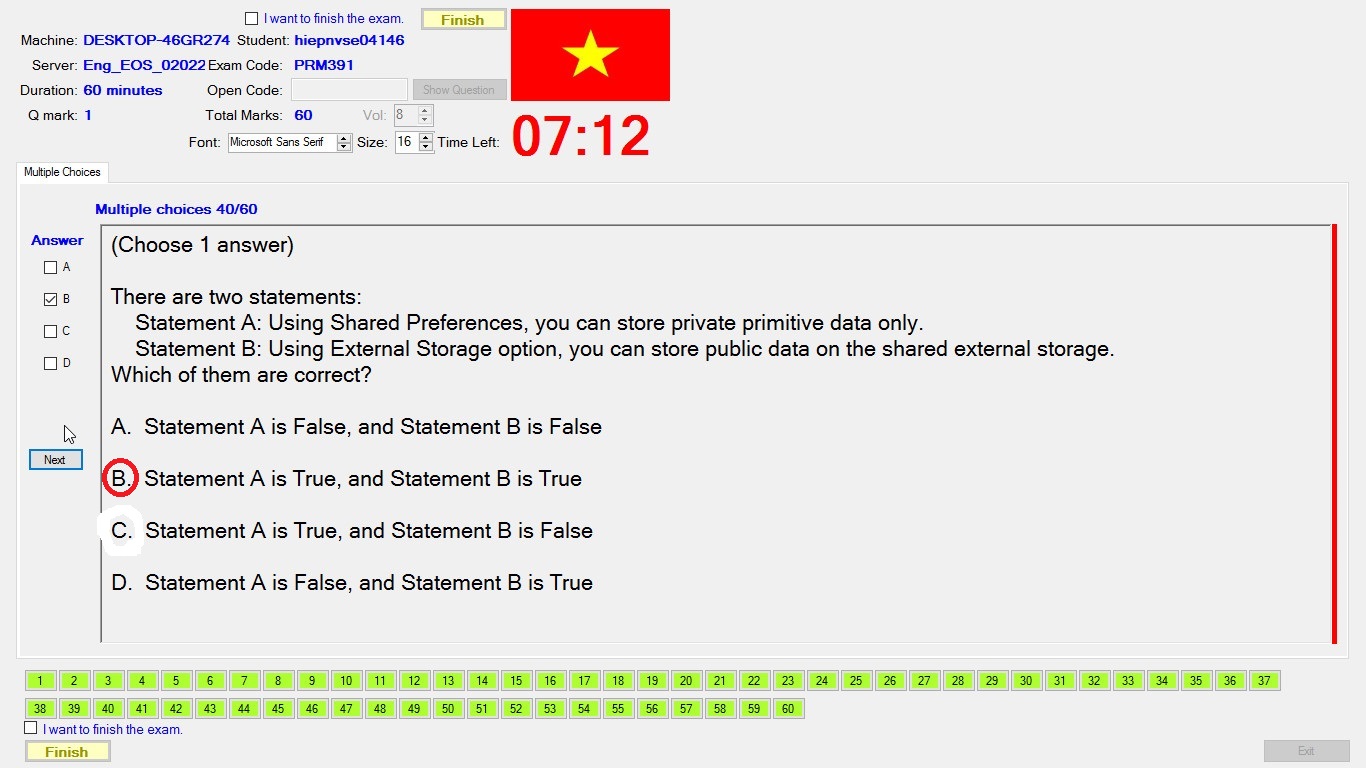 I want to finish the exam. Finish
Machine: DESKTOP-46GR274 Student: hiepnvse04146
Server: Eng_EOS_02022 Exam Code: PRM391
Duration: 60 minutes Open Code: Show Question
Q mark: 1 Total Marks: 60 Vol: 8
Font: Microsoft Sans Serif Size: 16 Time Left: 07:12
Multiple Choices
Multiple choices 40/60
Answer
A
B
C
D
Next
(Choose 1 answer)
There are two statements:
Statement A: Using Shared Preferences, you can store private primitive data only.
Statement B: Using External Storage option, you can store public data on the shared external storage.
Which of them are correct?
A. Statement A is False, and Statement B is False
B. Statement A is True, and Statement B is True
C. Statement A is True, and Statement B is False
D. Statement A is False, and Statement B is True
1 2 3 4 5 6 7 8 9 10 11 12 13 14 15 16 17 18 19 20 21 22 23 24 25 26 27 28 29 30 31 32 33 34 35 36 37
38 39 40 41 42 43 44 45 46 47 48 49 50 51 52 53 54 55 56 57 58 59 60
I want to finish the exam.
Finish Exit